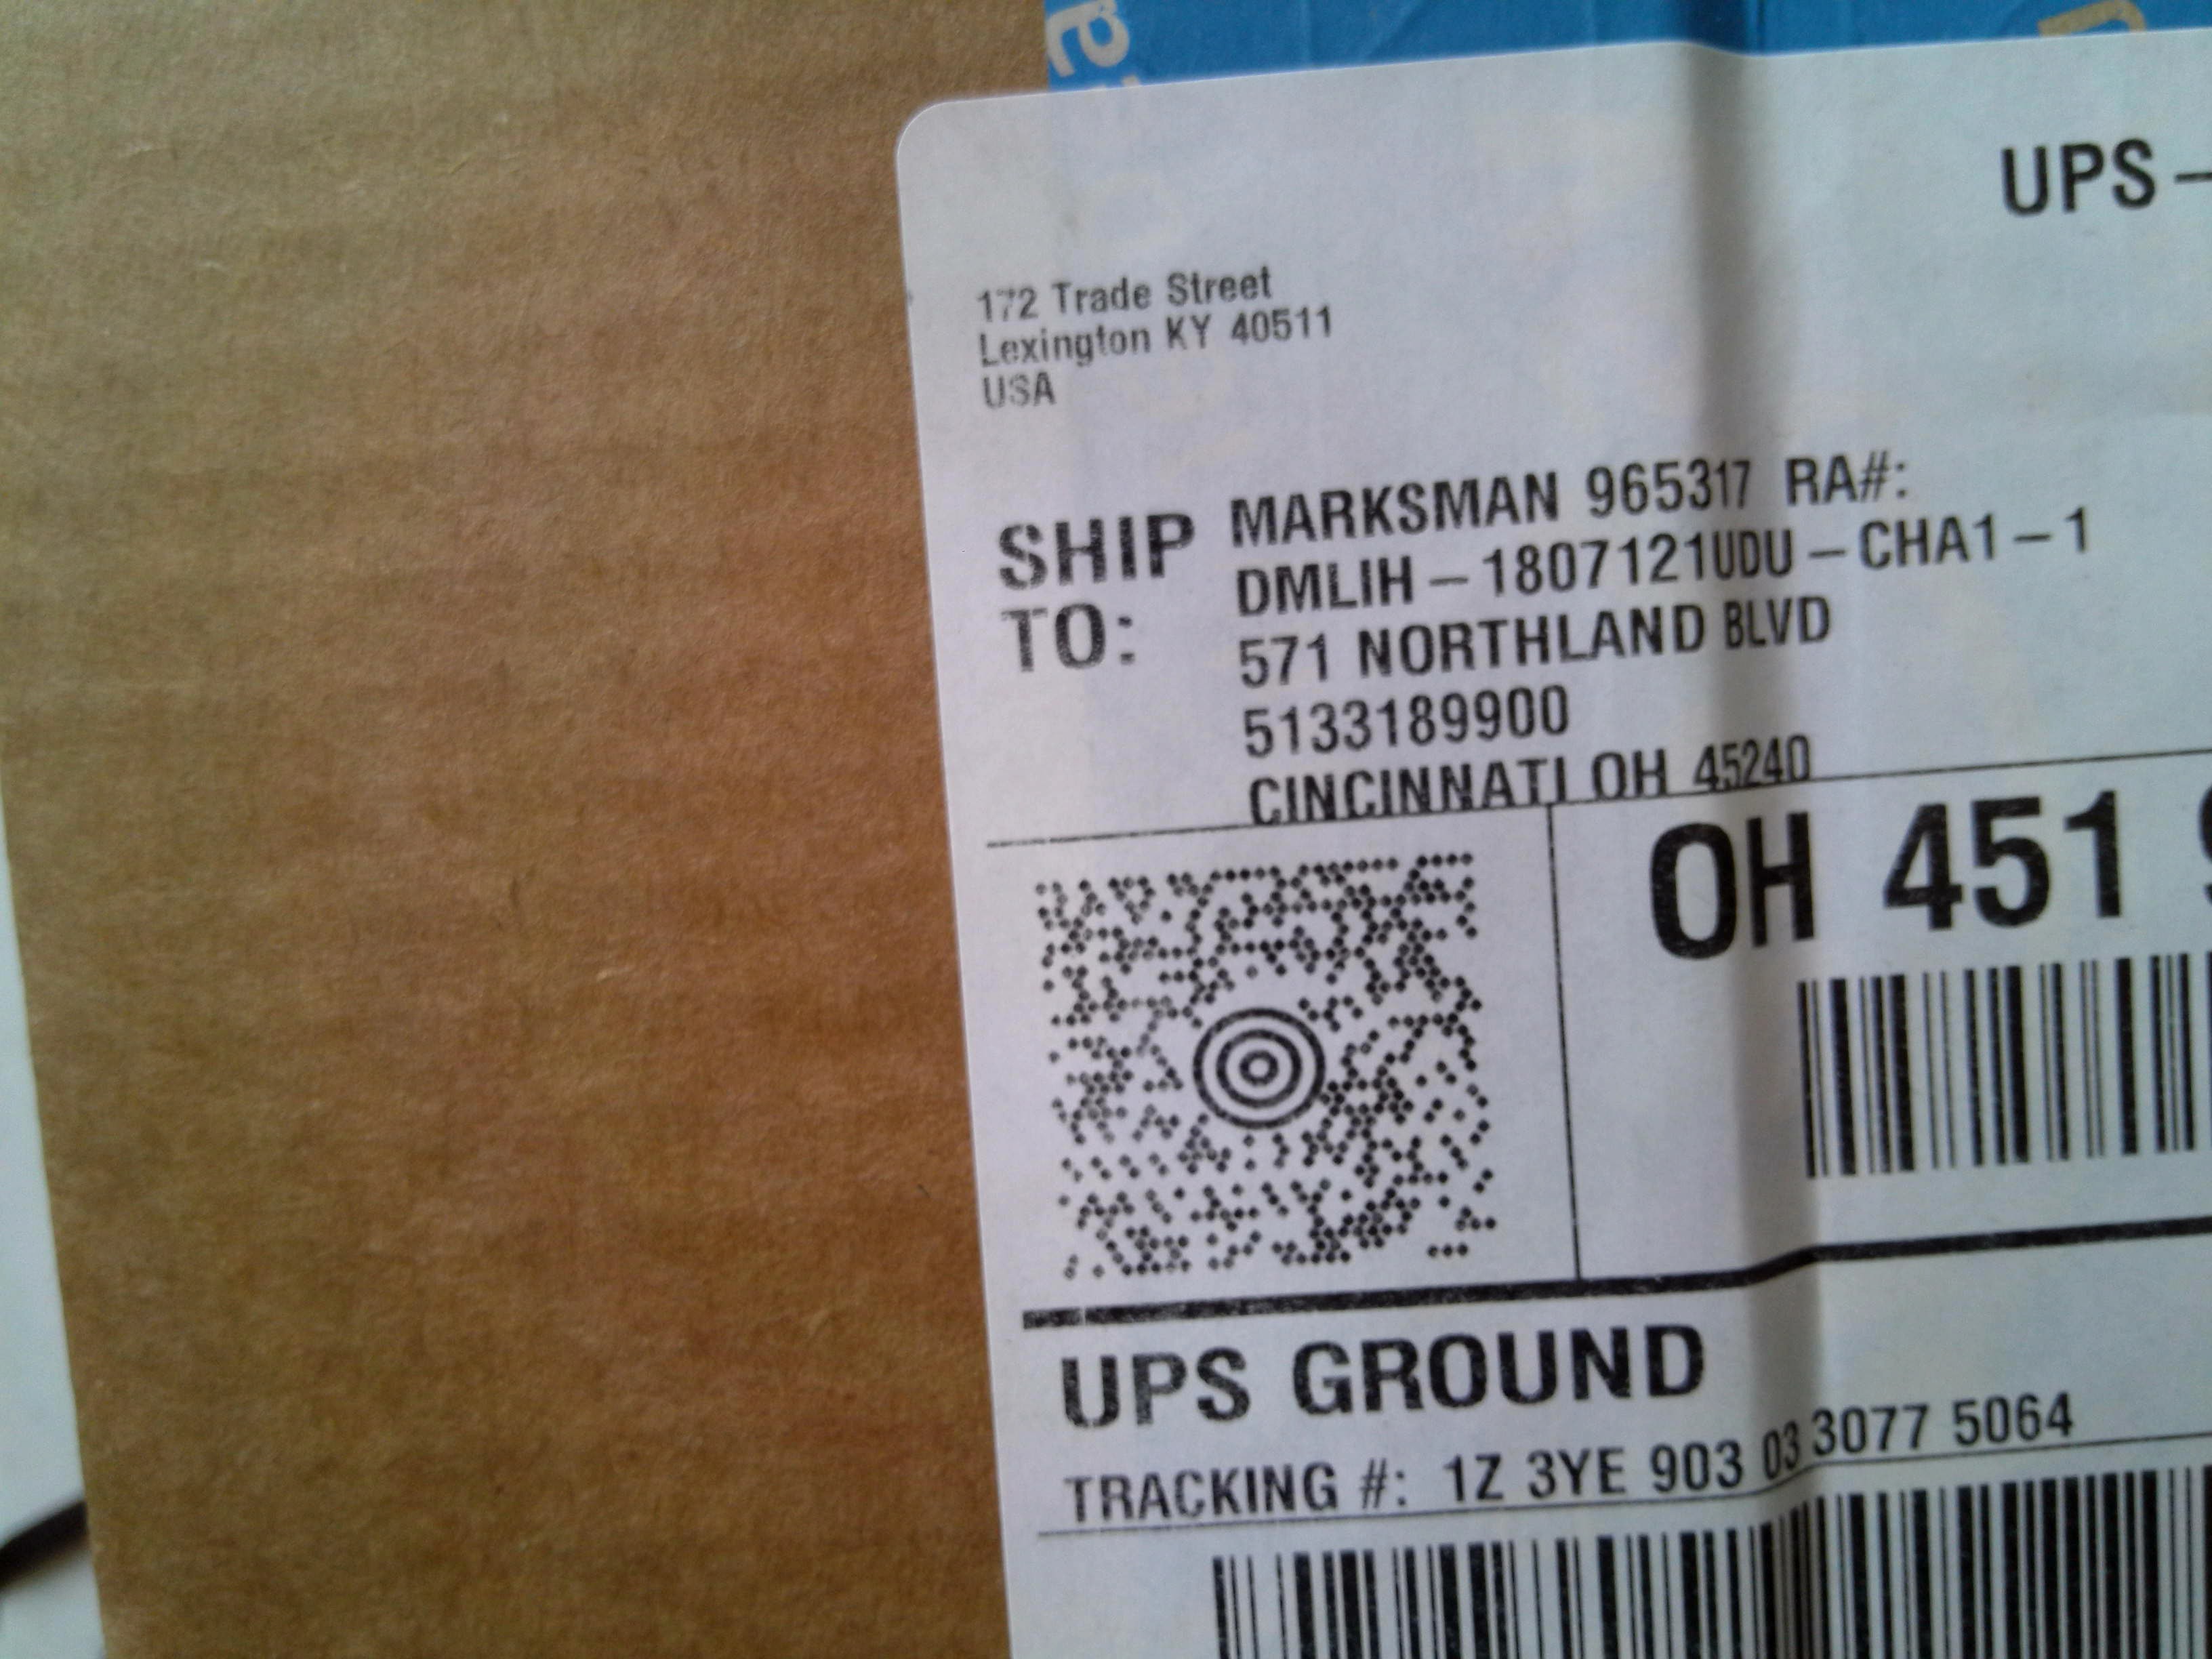 UPS-
172 Trade Street
Lexington KY 40511
USA
SHIP TO:
MARKSMAN 965317 RA#:
DMLIH-1807121UDU-CHA1-1
571 NORTHLAND BLVD
5133189900
CINCINNATI OH 45240
OH 451 9
UPS GROUND
TRACKING #: 1Z 3YE 903 03 3077 5064